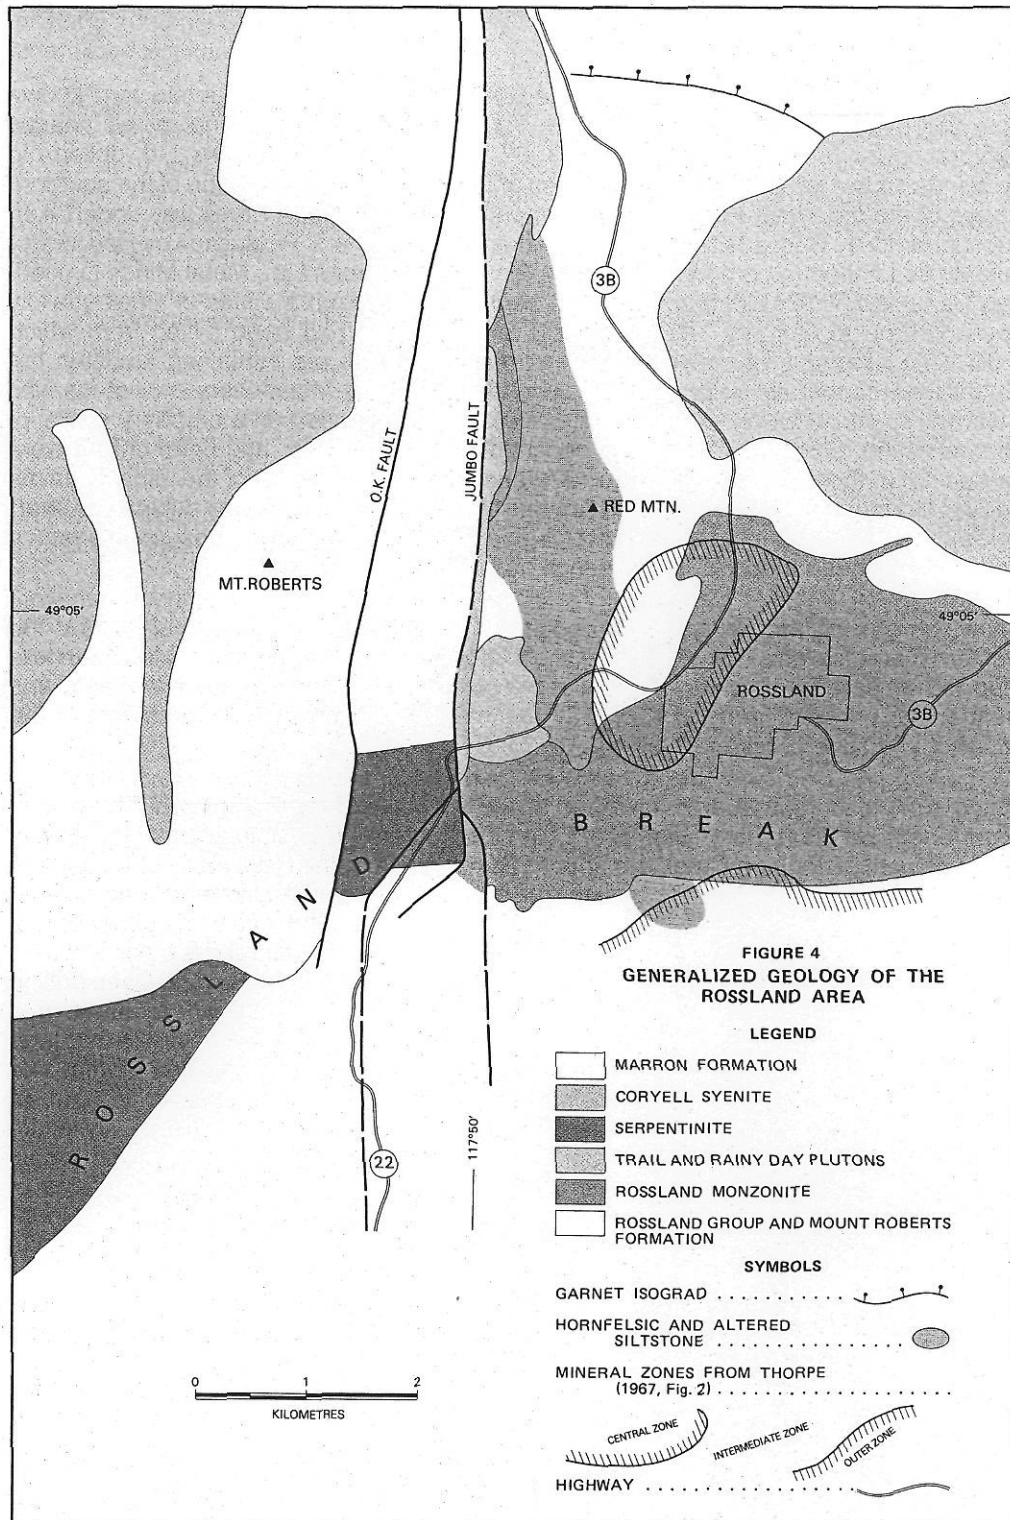 3B
O.K. FAULT
JUMBO FAULT
RED MTN.
MT. ROBERTS
49°05'
49°05'
ROSSLAND
3B
ROSSLAND BREAK
22
117°50'
FIGURE 4
GENERALIZED GEOLOGY OF THE
ROSSLAND AREA
LEGEND
MARRON FORMATION
CORYELL SYENITE
SERPENTINITE
TRAIL AND RAINY DAY PLUTONS
ROSSLAND MONZONITE
ROSSLAND GROUP AND MOUNT ROBERTS
FORMATION
SYMBOLS
GARNET ISOGRAD . . . . . . . . . . .
HORNFELSIC AND ALTERED
SILTSTONE . . . . . . . . . . . . . . . .
MINERAL ZONES FROM THORPE
(1967, Fig. 2) . . . . . . . . . . . . . . . . . . .
CENTRAL ZONE
INTERMEDIATE ZONE
OUTER ZONE
HIGHWAY . . . . . . . . . . . . . . . .
0 1 2
KILOMETRES